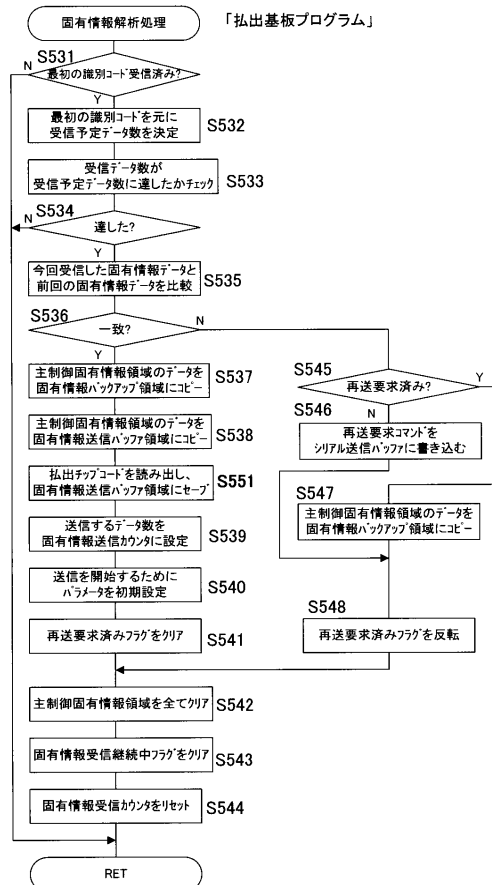 固有情報解析処理
「払出基板プログラム」
S531
N
最初の識別コード受信済み?
Y
最初の識別コードを元に
受信予定データ数を決定
S532
受信データ数が
受信予定データ数に達したかチェック
S533
S534
N
達した?
Y
今回受信した固有情報データと
前回の固有情報データを比較
S535
S536
一致?
N
Y
主制御固有情報領域のデータを
固有情報バックアップ領域にコピー
S537
主制御固有情報領域のデータを
固有情報送信バッファ領域にコピー
S538
払出チップコードを読み出し、
固有情報送信バッファ領域にセーブ
S551
送信するデータ数を
固有情報送信カウンタに設定
S539
送信を開始するために
パラメータを初期設定
S540
再送要求済みフラグをクリア
S541
S545
再送要求済み?
Y
S546
N
再送要求コマンドを
シリアル送信バッファに書き込む
S547
主制御固有情報領域のデータを
固有情報バックアップ領域にコピー
S548
再送要求済みフラグを反転
主制御固有情報領域を全てクリア
S542
固有情報受信継続中フラグをクリア
S543
固有情報受信カウンタをリセット
S544
RET